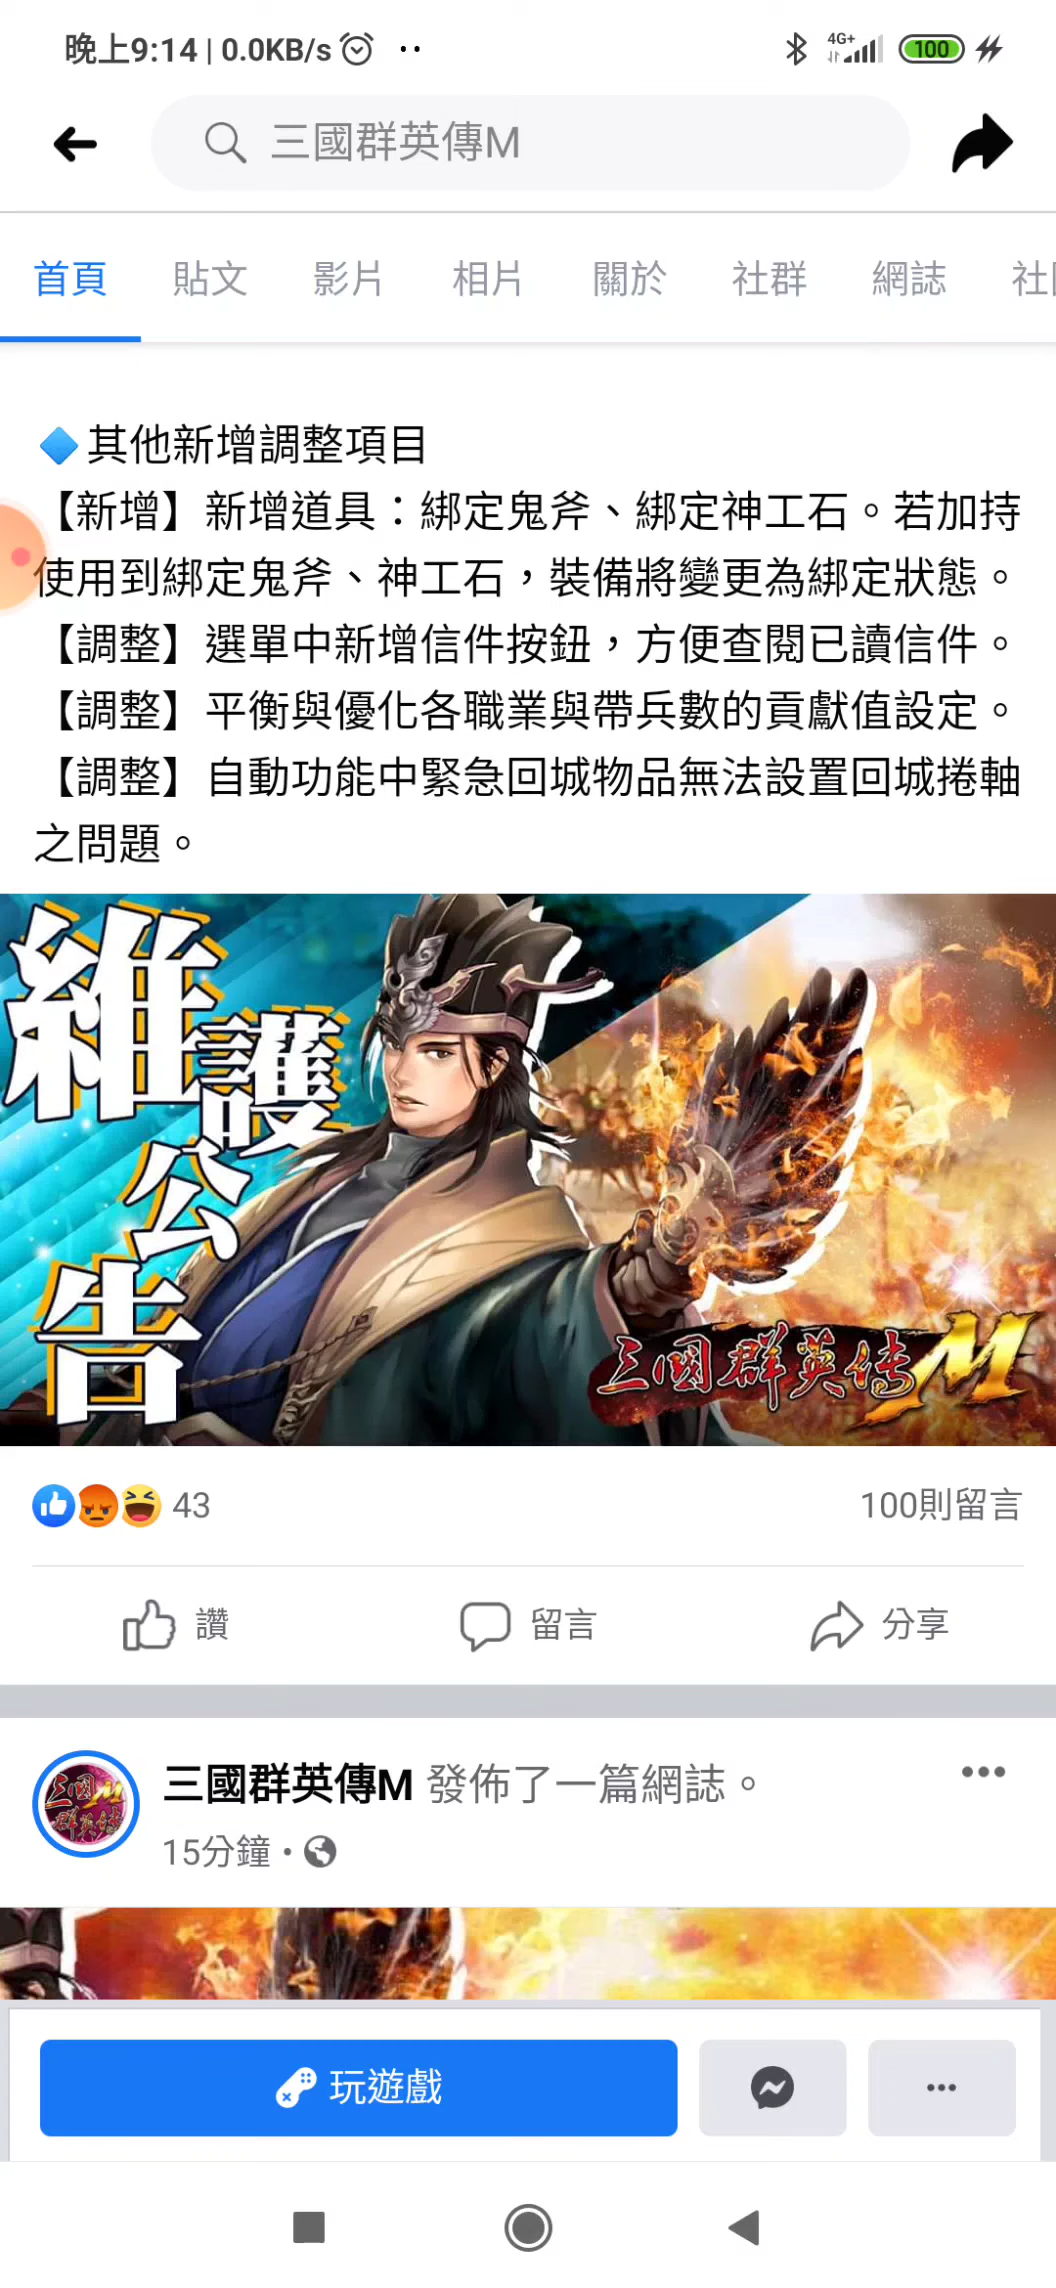 晚上9:14 | 0.0KB/s
4G+
100
三國群英傳M
首頁 貼文 影片 相片 關於 社群 網誌
其他新增調整項目
【新增】新增道具：綁定鬼斧、綁定神工石。若加持
使用到綁定鬼斧、神工石，裝備將變更為綁定狀態。
【調整】選單中新增信件按鈕，方便查閱已讀信件。
【調整】平衡與優化各職業與帶兵數的貢獻值設定。
【調整】自動功能中緊急回城物品無法設置回城捲軸
之問題。
維護公告
三國群英傳M
43
100則留言
讚 留言 分享
三國群英傳M
三國群英傳M 發佈了一篇網誌。
15分鐘
玩遊戲